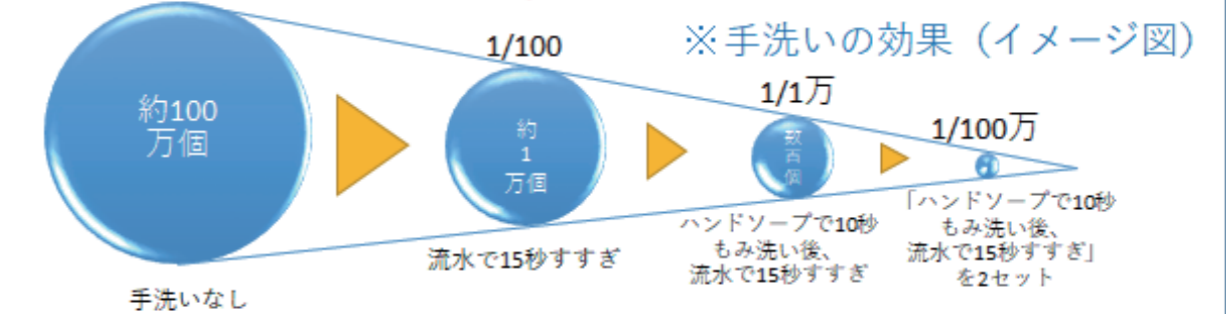 ※手洗いの効果（イメージ図）
約100
万個
手洗いなし
1/100
約
1
万個
流水で15秒すすぎ
1/1万
数
百
個
ハンドソープで10秒
もみ洗い後、
流水で15秒すすぎ
1/100万
「ハンドソープで10秒
もみ洗い後、
流水で15秒すすぎ」
を2セット